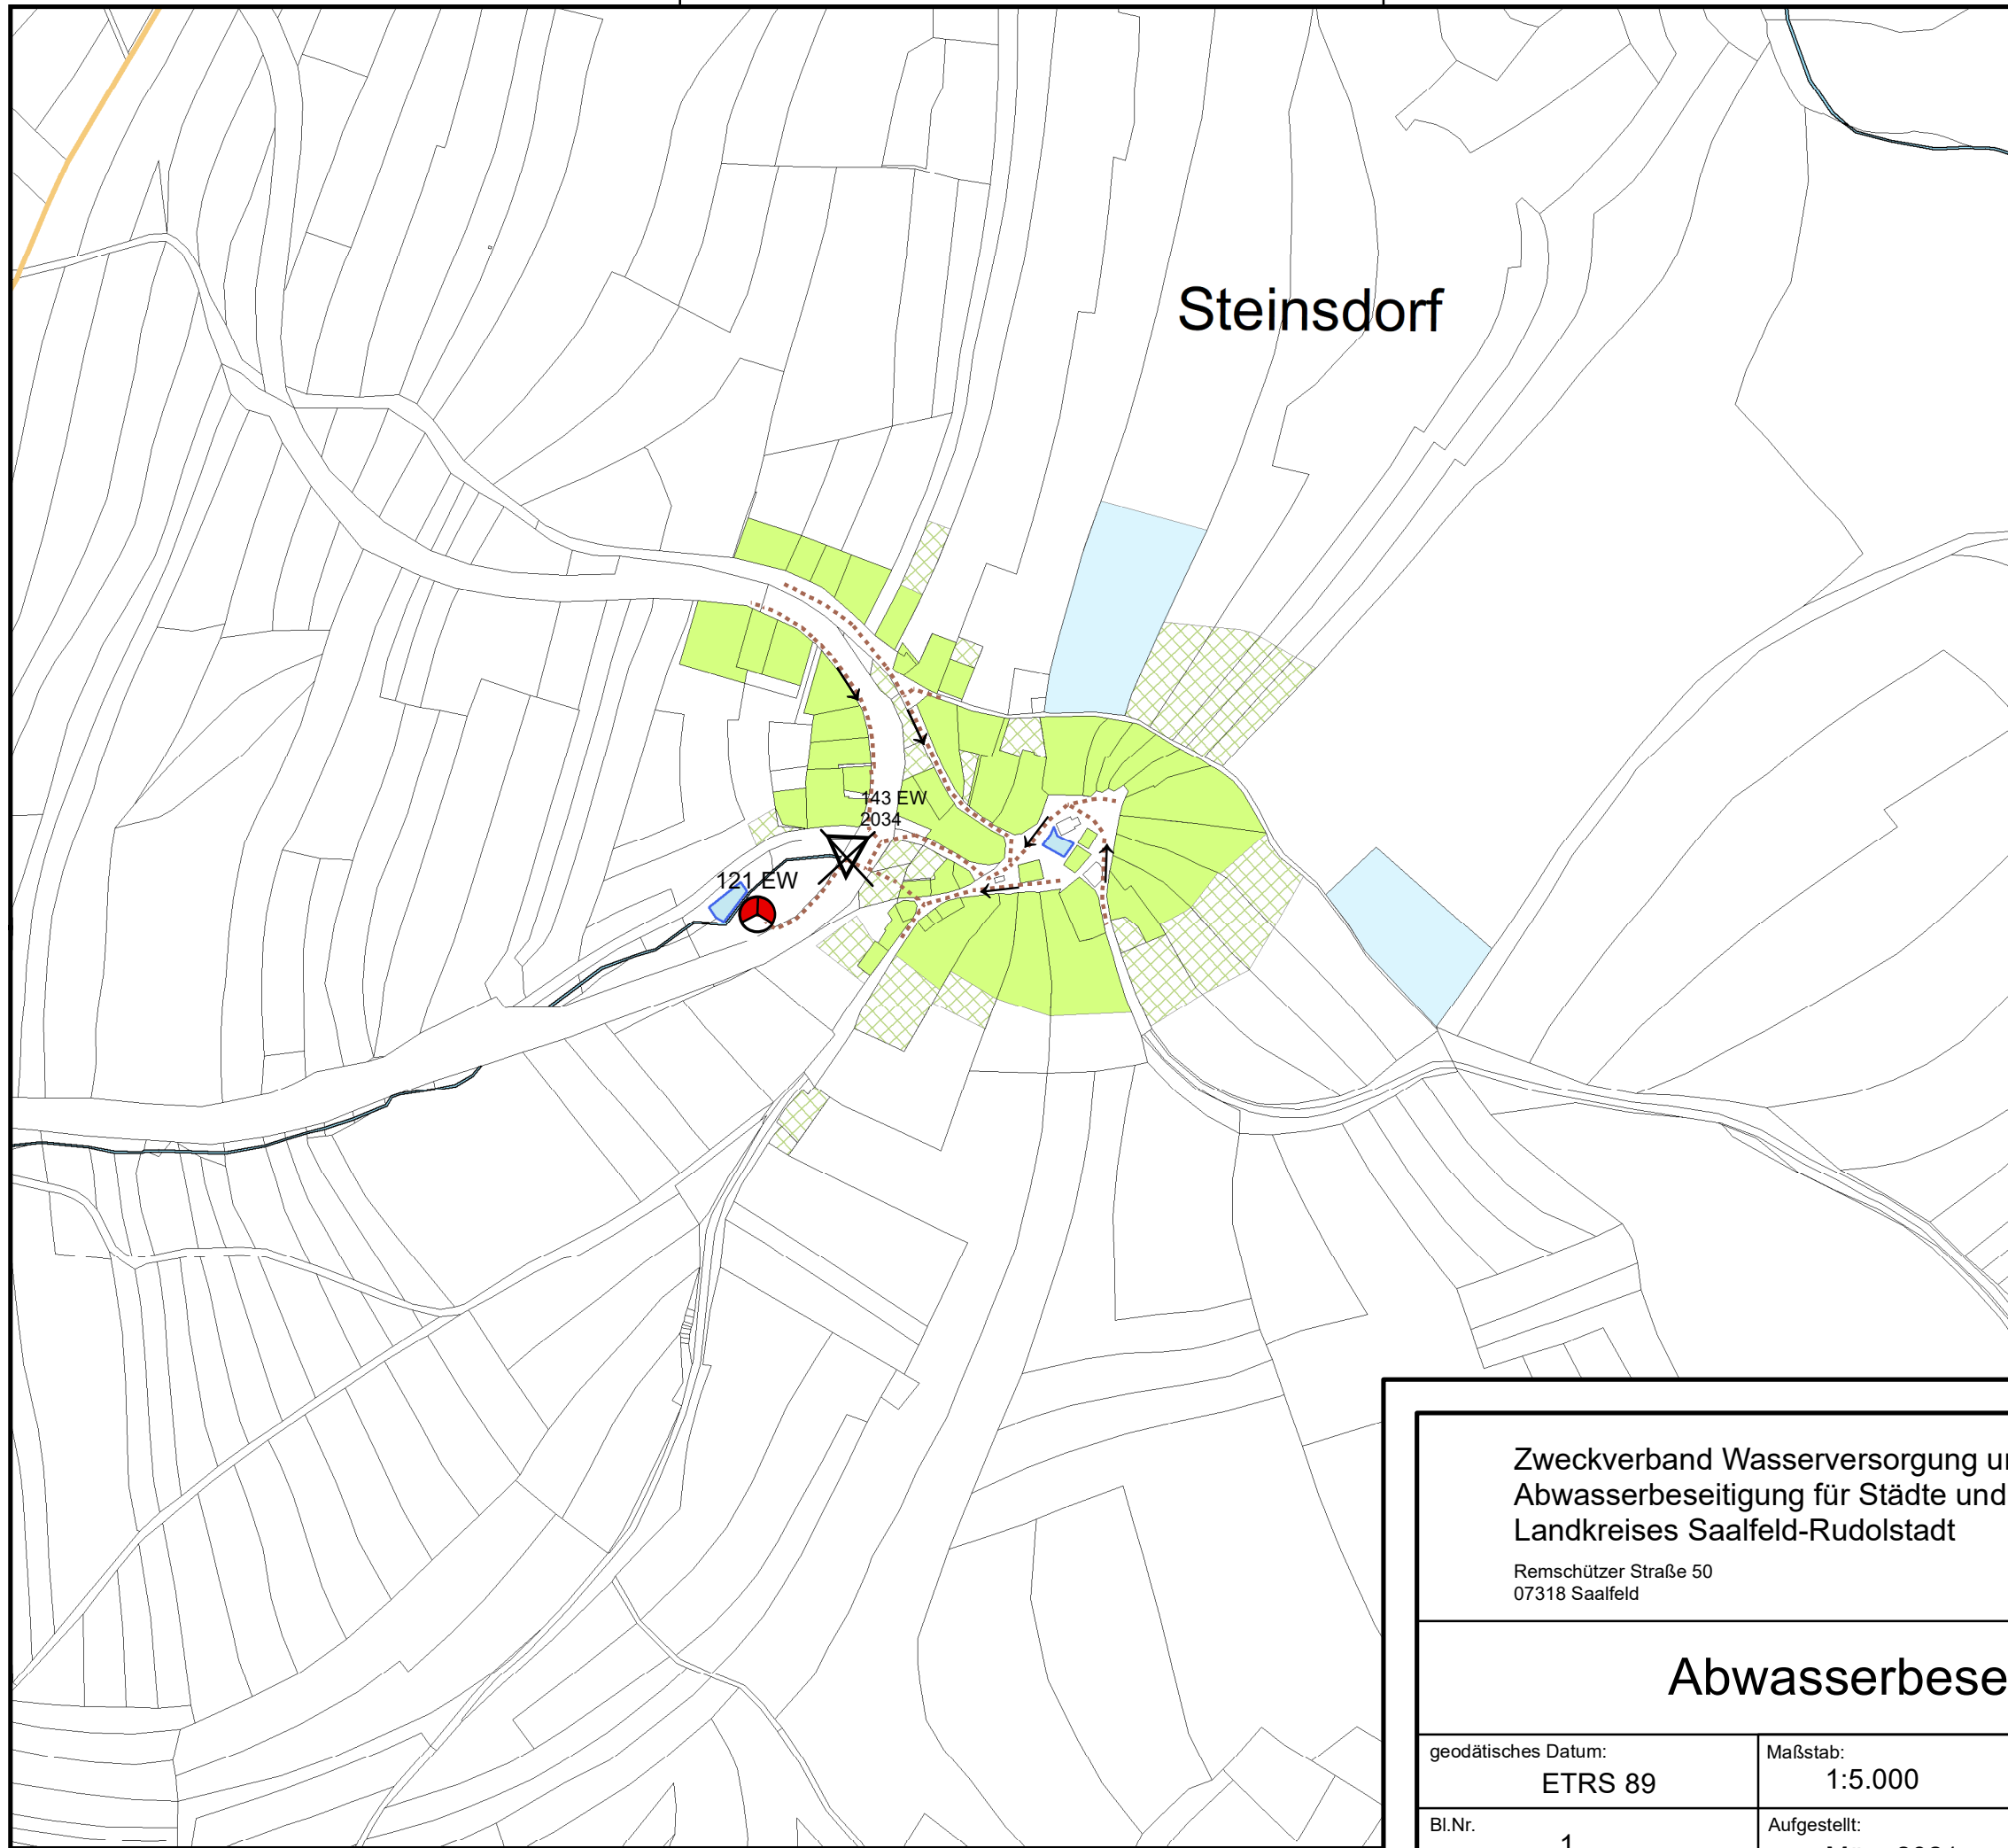 Steinsdorf
143 EW
2034
121 EW
Zweckverband Wasserversorgung
Abwasserbeseitigung für Städte und
Landkreises Saalfeld-Rudolstadt
Remschützer Straße 50
07318 Saalfeld
Abwasserbese
geodätisches Datum:
ETRS 89
Maßstab:
1:5.000
Bl.Nr.
1
Aufgestellt: